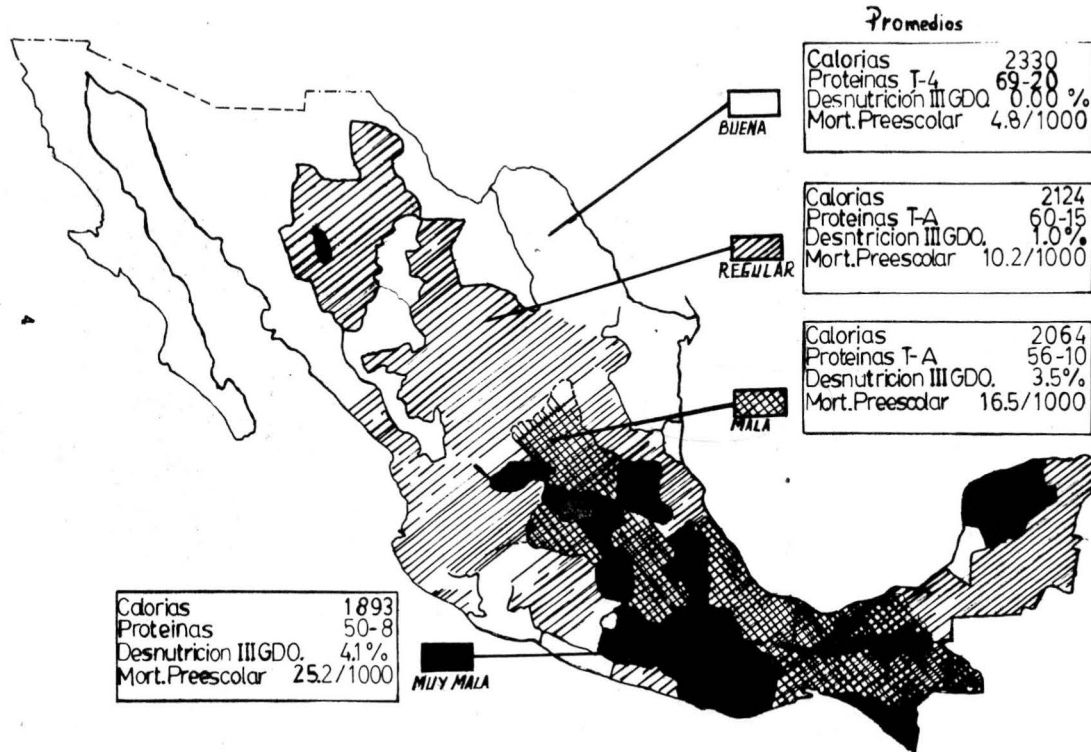 Promedios
Calorias 2330
Proteinas T-4 69-20
Desnutrición III GDO. 0.00 %
Mort.Preescolar 4.8/1000
BUENA
Calorias 2124
Proteinas T-A 60-15
Desntricion III GDO. 1.0%
Mort.Preescolar 10.2/1000
REGULAR
Calorias 2064
Proteinas T-A 56-10
Desnutricion III GDO. 3.5%
Mort.Preescolar 16.5/1000
MALA
4
Calorias 1893
Proteinas 50-8
Desnutricion III GDO. 4.1%
Mort.Preescolar 25.2/1000
MUY MALA